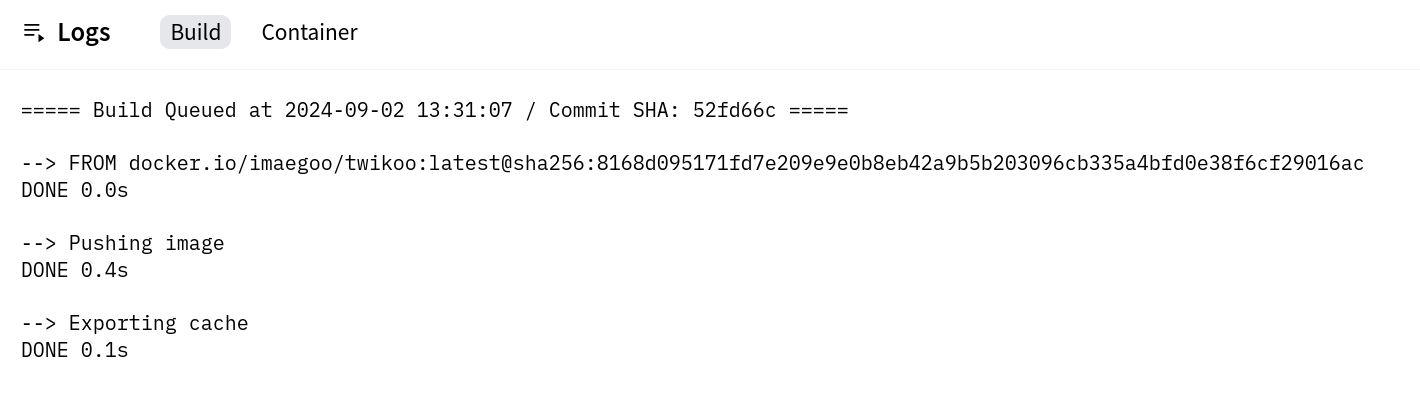 Logs Build Container
===== Build Queued at 2024-09-02 13:31:07 / Commit SHA: 52fd66c =====
--> FROM docker.io/imaegoo/twikoo:latest@sha256:8168d095171fd7e209e9e0b8eb42a9b5b203096cb335a4bfd0e38f6cf29016ac
DONE 0.0s
--> Pushing image
DONE 0.4s
--> Exporting cache
DONE 0.1s